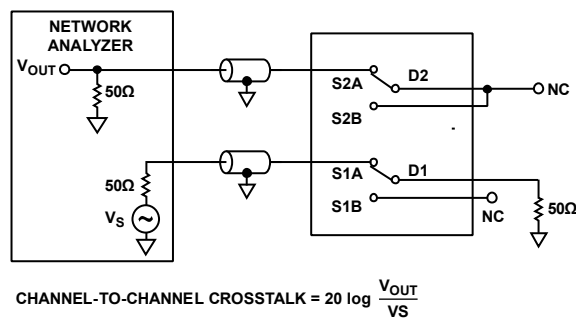 NETWORK
ANALYZER
VOUT
50Ω
50Ω
VS
S2A
D2
S2B
NC
S1A
D1
S1B
NC
50Ω
CHANNEL-TO-CHANNEL CROSSTALK = 20 log VOUT
VS